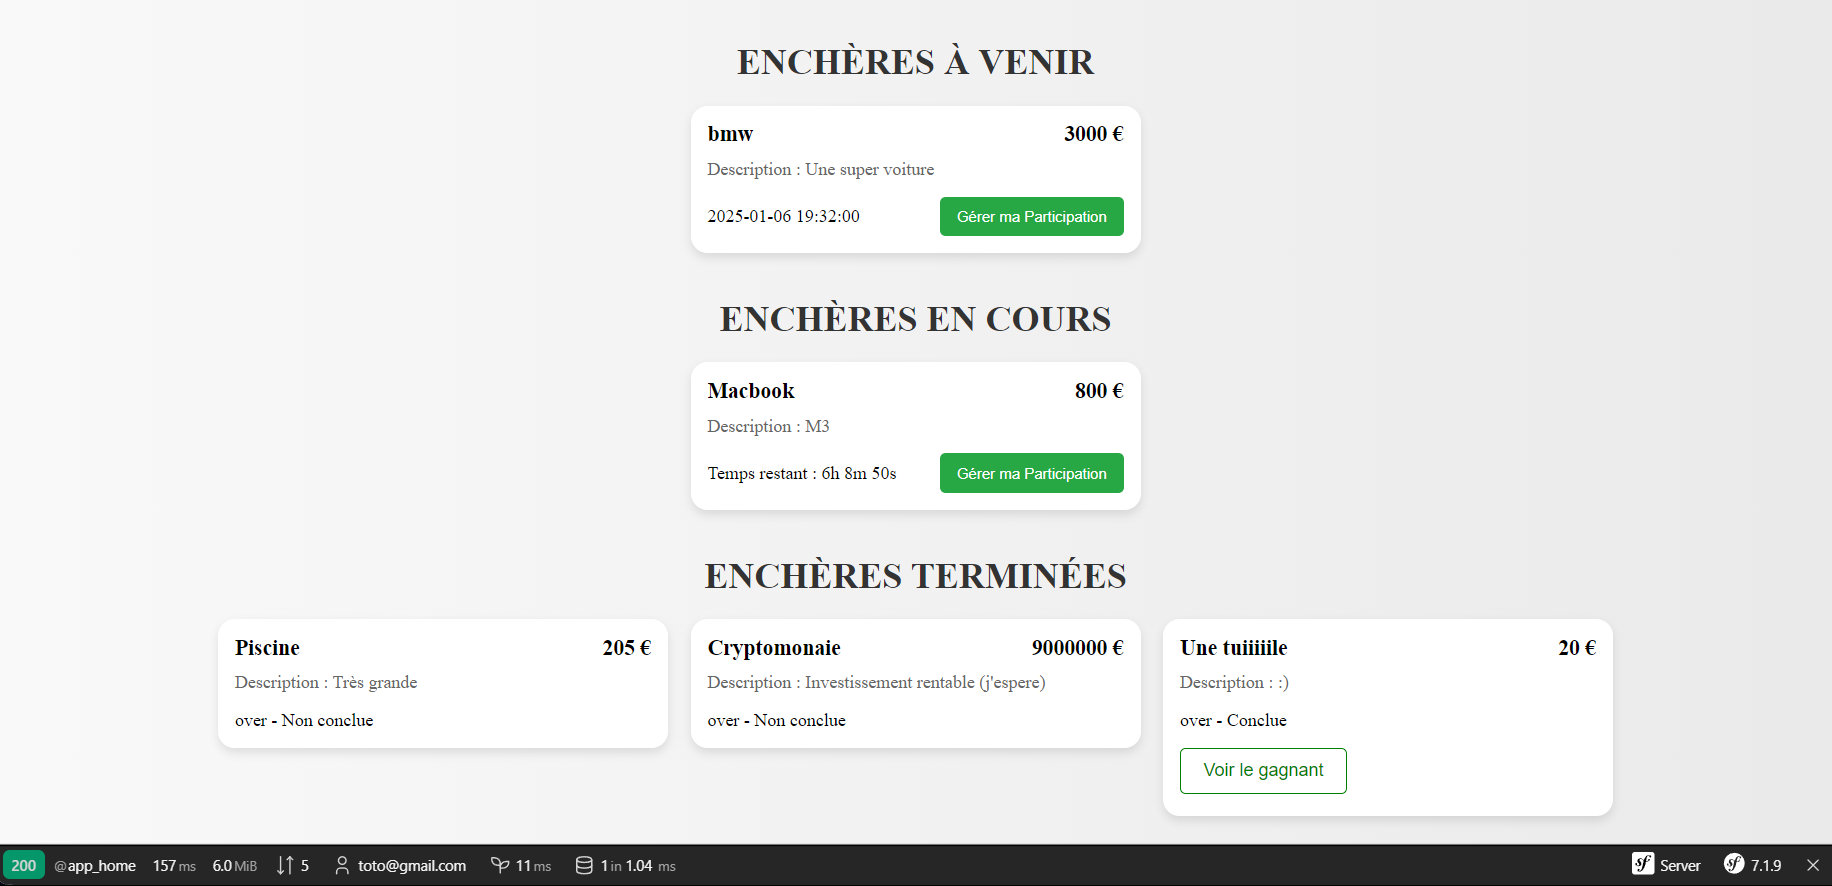 ENCHÈRES À VENIR
bmw 3000 €
Description : Une super voiture
2025-01-06 19:32:00 Gérer ma Participation
ENCHÈRES EN COURS
Macbook 800 €
Description : M3
Temps restant : 6h 8m 50s Gérer ma Participation
ENCHÈRES TERMINÉES
Piscine 205 €
Description : Très grande
over - Non conclue
Cryptomonaie 9000000 €
Description : Investissement rentable (j'espere)
over - Non conclue
Une tuiiiiile 20 €
Description : :)
over - Conclue
Voir le gagnant
200 @app_home 157 ms 6.0 MiB 5 toto@gmail.com 11 ms 1 in 1.04 ms sf Server sf 7.1.9